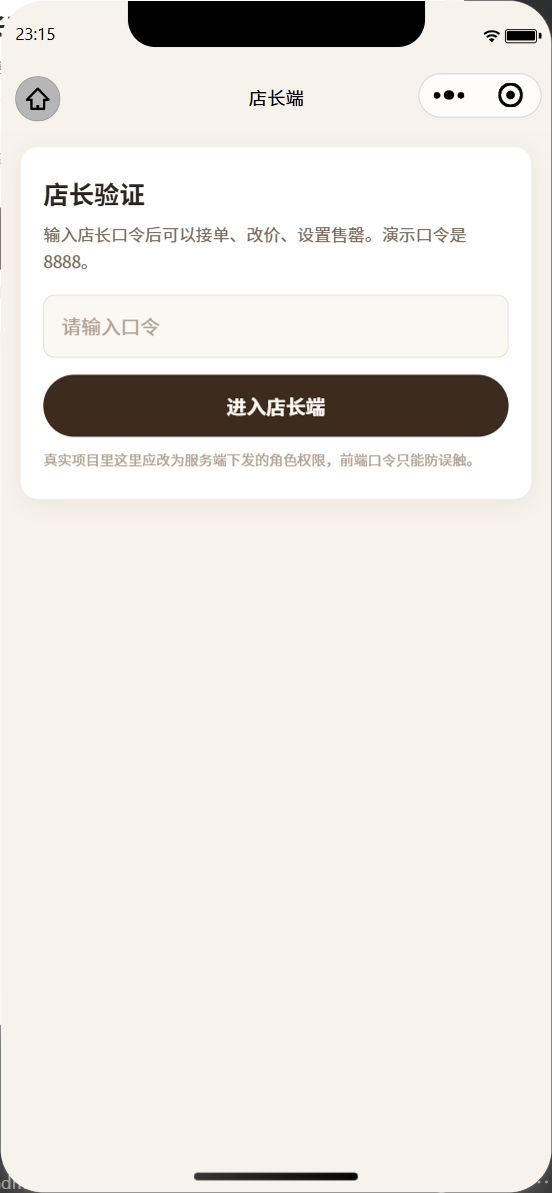 23:15
店长端
店长验证
输入店长口令后可以接单、改价、设置售罄。演示口令是
8888。
请输入口令
进入店长端
真实项目里这里应改为服务端下发的角色权限，前端口令只能防误触。